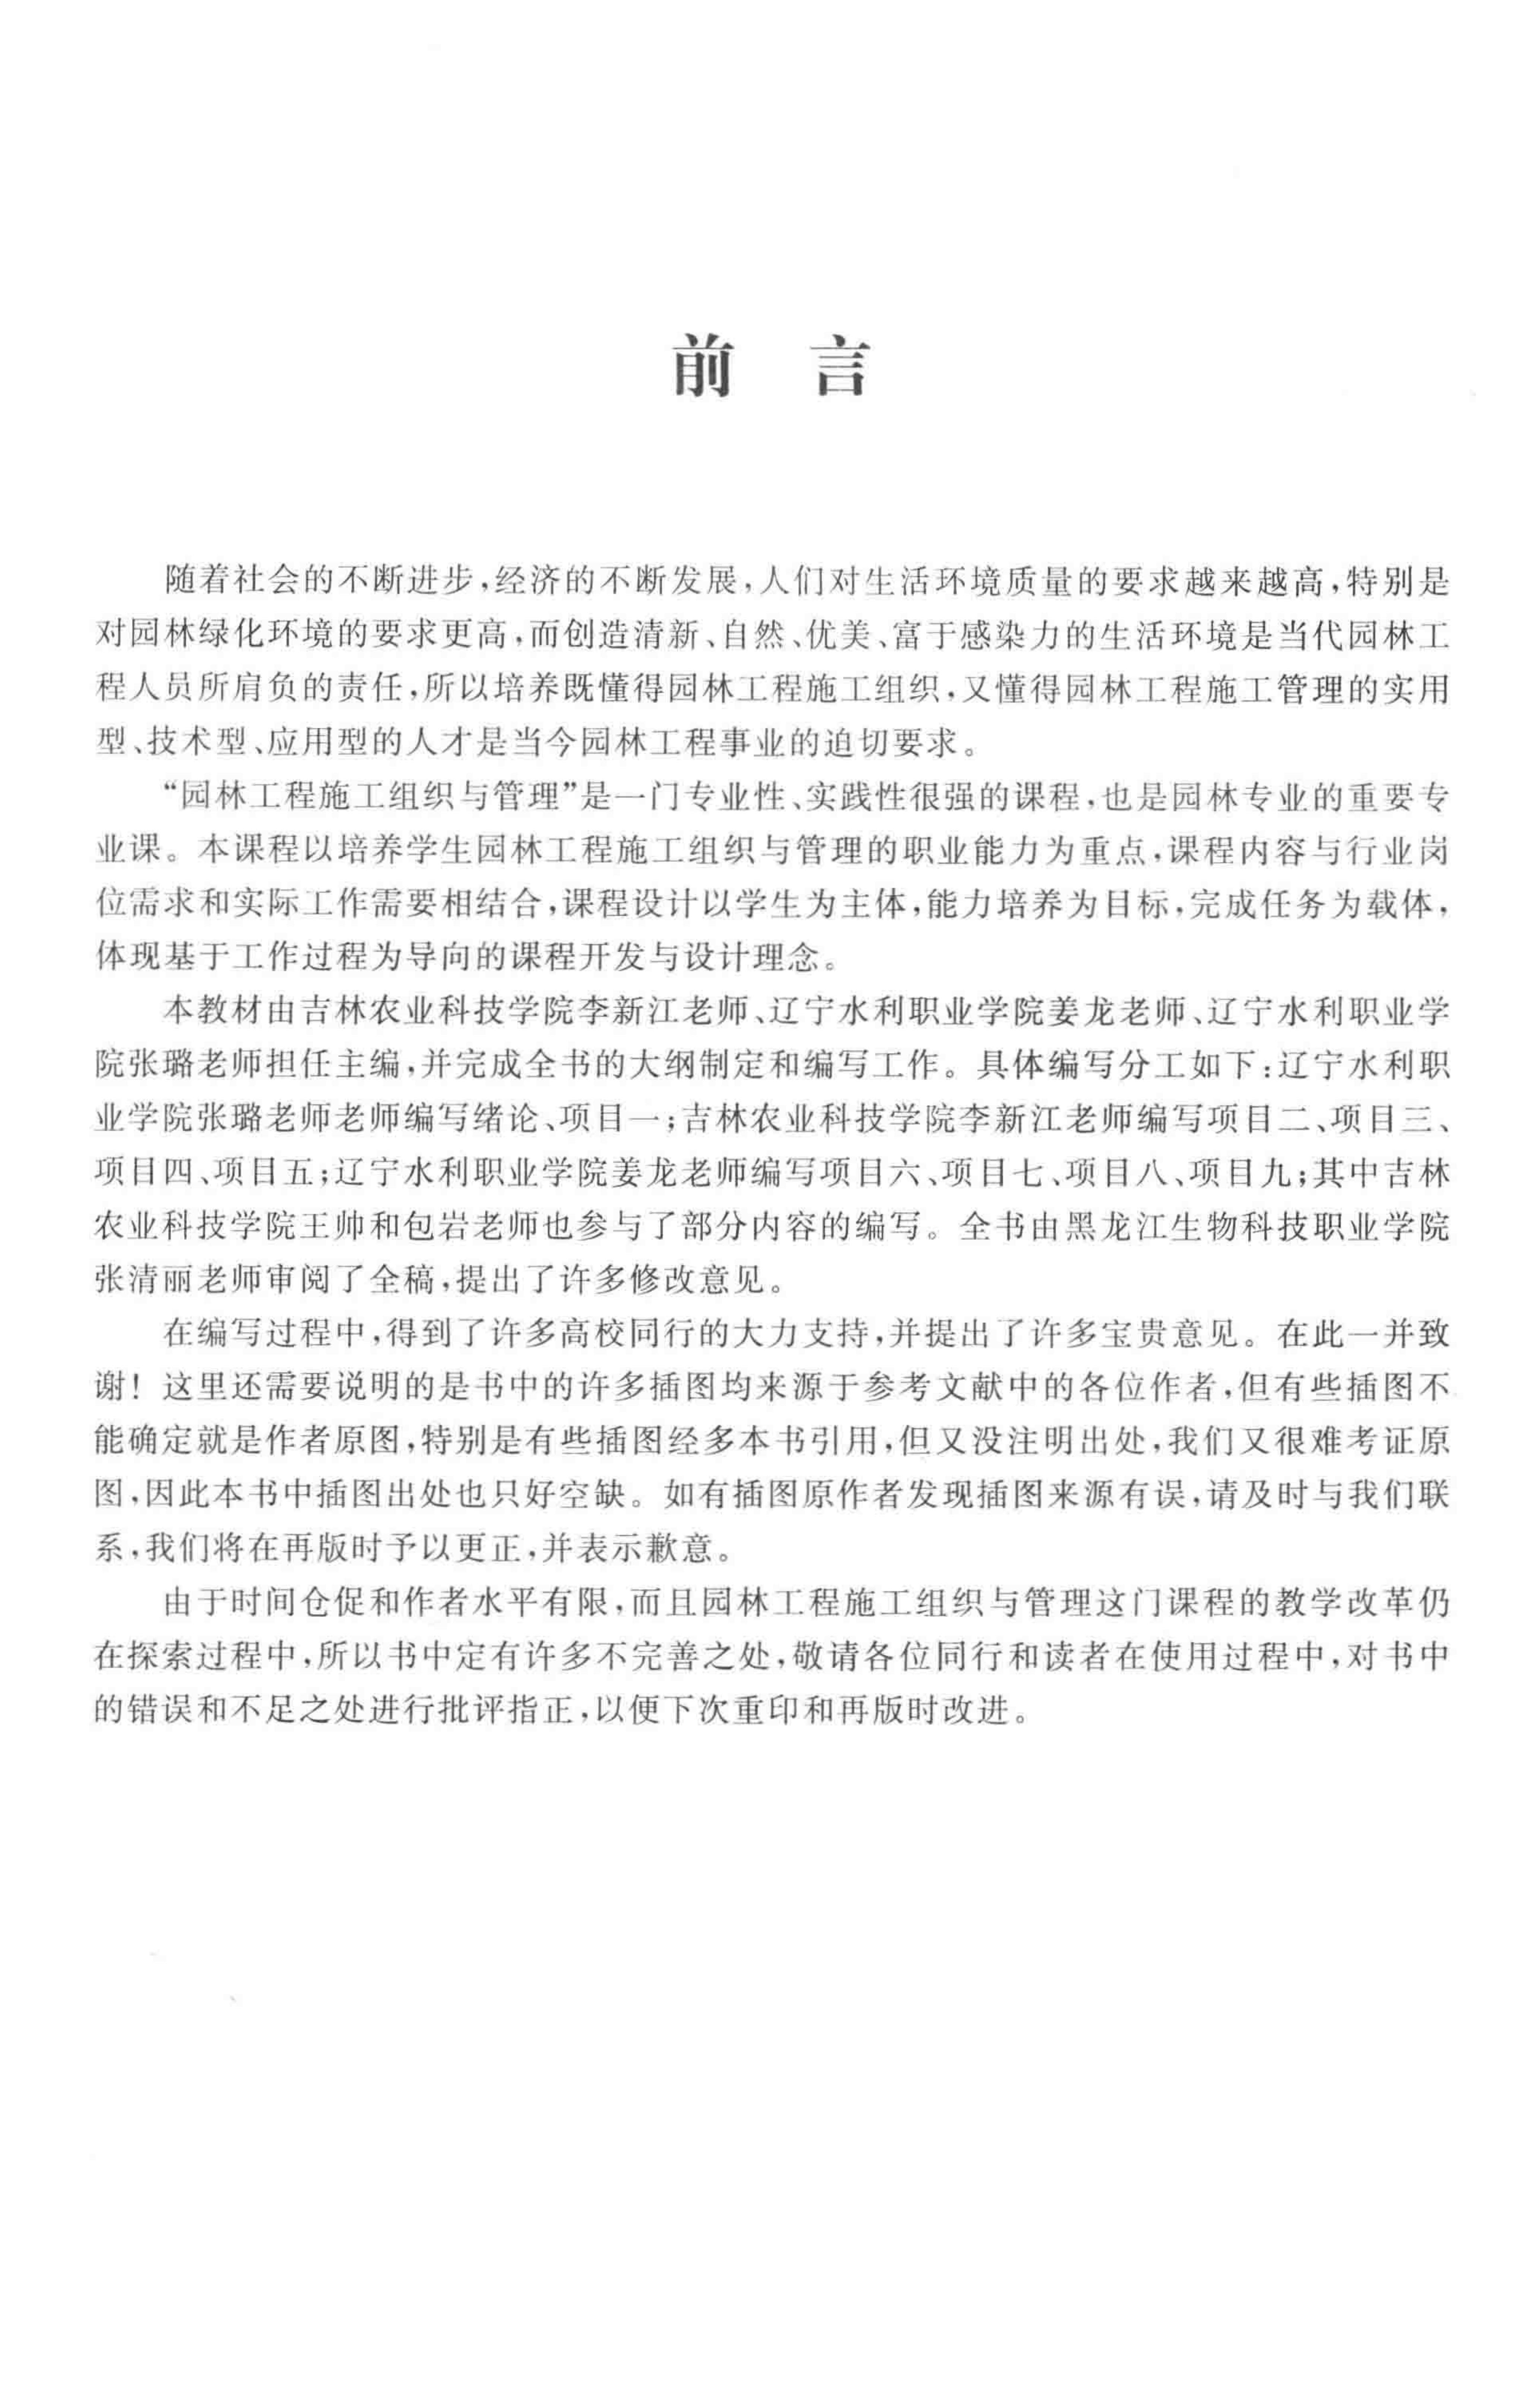 前 言
随着社会的不断进步,经济的不断发展,人们对生活环境质量的要求越来越高,特别是
对园林绿化环境的要求更高,而创造清新、自然、优美、富于感染力的生活环境是当代园林工
程人员所肩负的责任,所以培养既懂得园林工程施工组织,又懂得园林工程施工管理的实用
型、技术型、应用型的人才是当今园林工程事业的迫切要求。
“园林工程施工组织与管理”是一门专业性、实践性很强的课程,也是园林专业的重要专
业课。本课程以培养学生园林工程施工组织与管理的职业能力为重点,课程内容与行业岗
位需求和实际工作需要相结合,课程设计以学生为主体,能力培养为目标,完成任务为载体,
体现基于工作过程为导向的课程开发与设计理念。
本教材由吉林农业科技学院李新江老师、辽宁水利职业学院姜龙老师、辽宁水利职业学
院张璐老师担任主编,并完成全书的大纲制定和编写工作。具体编写分工如下:辽宁水利职
业学院张璐老师老师编写绪论、项目一;吉林农业科技学院李新江老师编写项目二、项目三、
项目四、项目五;辽宁水利职业学院姜龙老师编写项目六、项目七、项目八、项目九;其中吉林
农业科技学院王帅和包岩老师也参与了部分内容的编写。全书由黑龙江生物科技职业学院
张清丽老师审阅了全稿,提出了许多修改意见。
在编写过程中,得到了许多高校同行的大力支持,并提出了许多宝贵意见。在此一并致
谢!这里还需要说明的是书中的许多插图均来源于参考文献中的各位作者,但有些插图不
能确定就是作者原图,特别是有些插图经多本书引用,但又没注明出处,我们又很难考证原
图,因此本书中插图出处也只好空缺。如有插图原作者发现插图来源有误,请及时与我们联
系,我们将在再版时予以更正,并表示歉意。
由于时间仓促和作者水平有限,而且园林工程施工组织与管理这门课程的教学改革仍
在探索过程中,所以书中定有许多不完善之处,敬请各位同行和读者在使用过程中,对书中
的错误和不足之处进行批评指正,以便下次重印和再版时改进。